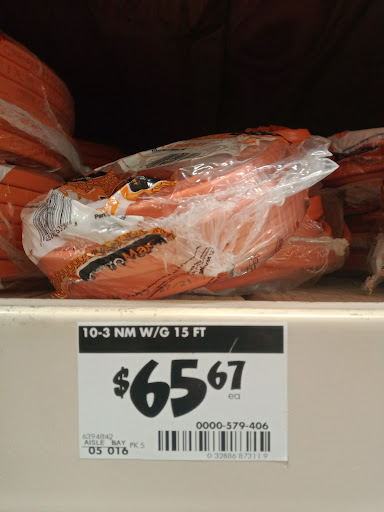 10-3 NM W/G 15 FT
$65 67
ea
0000-579-406
6394842
AISLE BAY PK 5
05 016
0 32886 87311 9